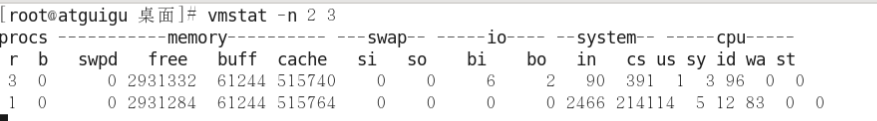 [root@atguigu 桌面]# vmstat -n 2 3
procs -----------memory---------- ---swap-- -----io---- --system-- -----cpu-----
 r  b   swpd   free   buff  cache   si   so    bi    bo   in   cs us sy id wa st
 3  0      0 2931332  61244 515740    0    0     6     2   90  391  1  3 96  0  0
 1  0      0 2931284  61244 515764    0    0     0     0 2466 214114  5 12 83  0  0